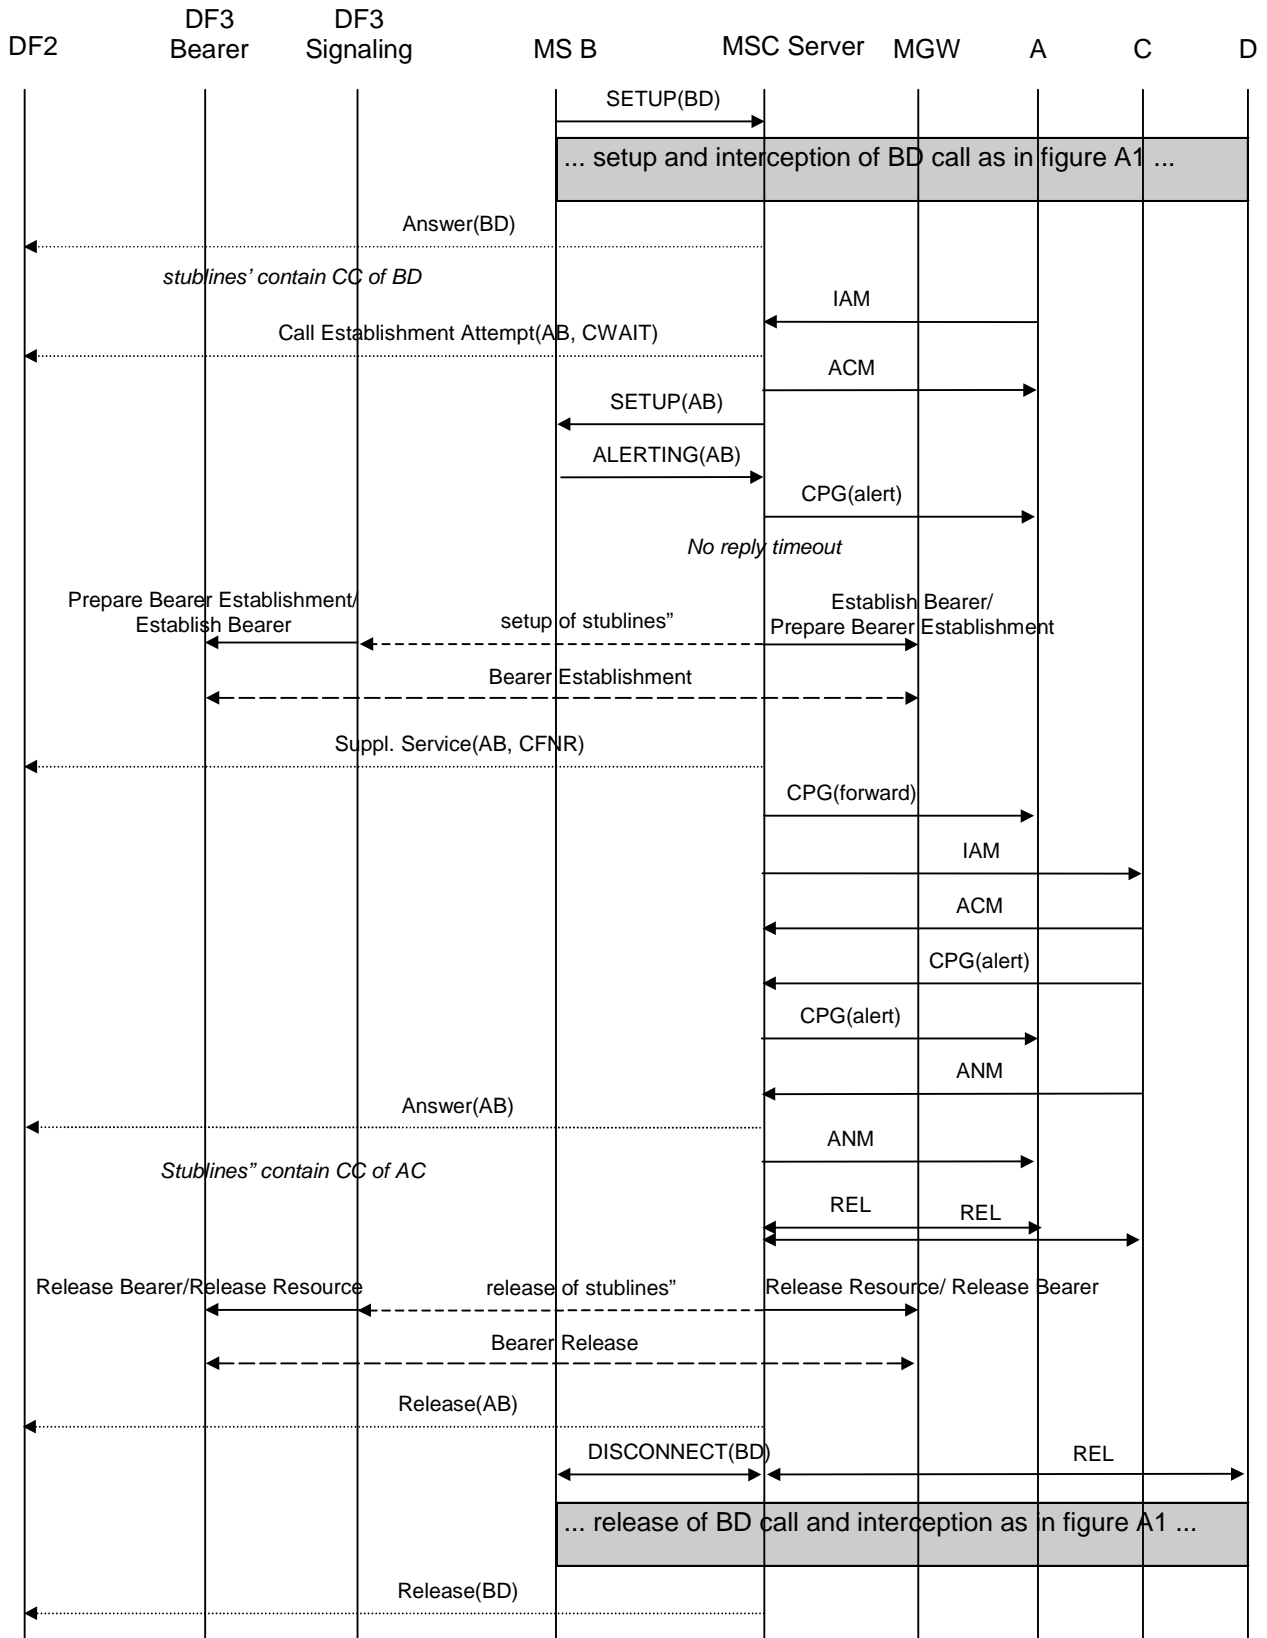 DF2
DF3
Bearer
DF3
Signaling
MS B
MSC Server
MGW
A
C
D
SETUP(BD)
... setup and interception of BD call as in figure A1 ...
Answer(BD)
stublines’ contain CC of BD
IAM
Call Establishment Attempt(AB, CWAIT)
ACM
SETUP(AB)
ALERTING(AB)
CPG(alert)
No reply timeout
Prepare Bearer Establishment/
Establish Bearer
setup of stublines”
Establish Bearer/
Prepare Bearer Establishment
Bearer Establishment
Suppl. Service(AB, CFNR)
CPG(forward)
IAM
ACM
CPG(alert)
CPG(alert)
ANM
Answer(AB)
ANM
Stublines” contain CC of AC
REL
REL
Release Bearer/Release Resource
release of stublines”
Release Resource/ Release Bearer
Bearer Release
Release(AB)
DISCONNECT(BD)
REL
... release of BD call and interception as in figure A1 ...
Release(BD)